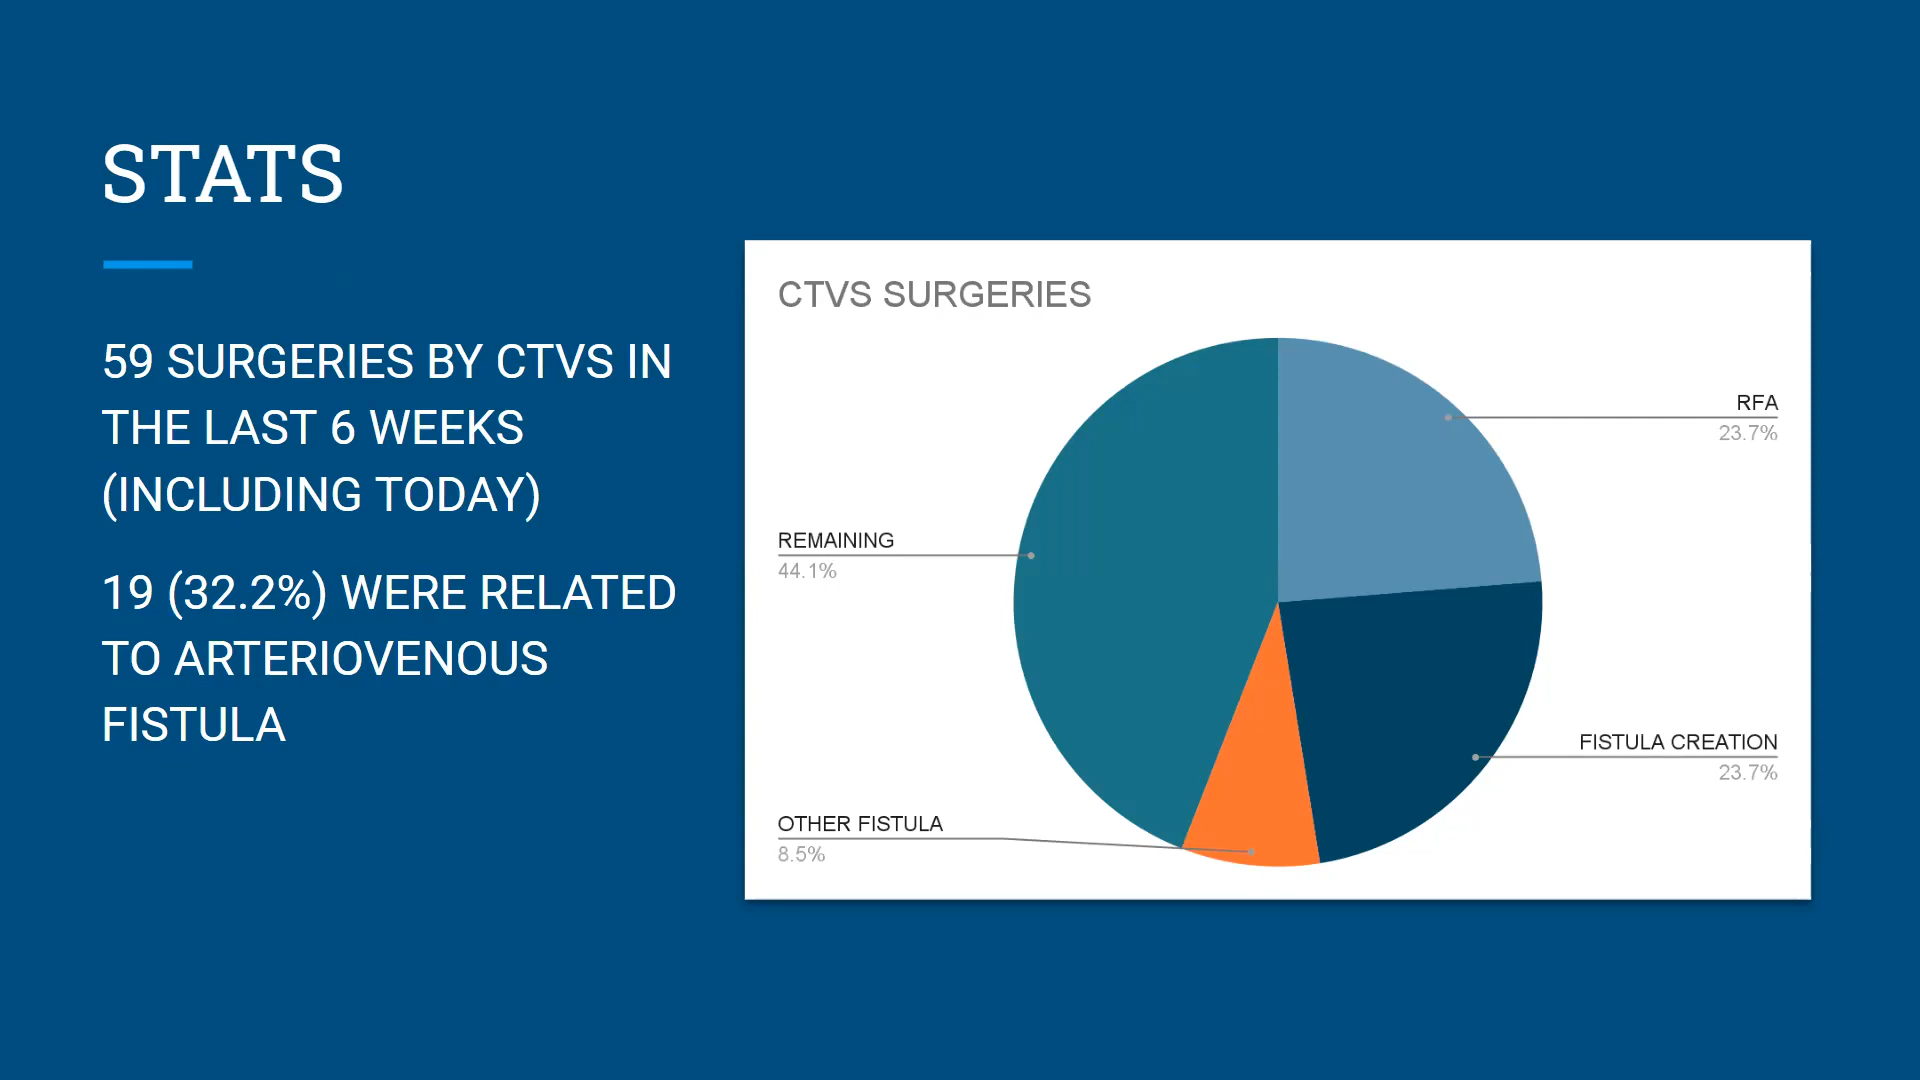 STATS
59 SURGERIES BY CTVS IN
THE LAST 6 WEEKS
(INCLUDING TODAY)
19 (32.2%) WERE RELATED
TO ARTERIOVENOUS
FISTULA
CTVS SURGERIES
RFA
23.7%
REMAINING
44.1%
FISTULA CREATION
23.7%
OTHER FISTULA
8.5%